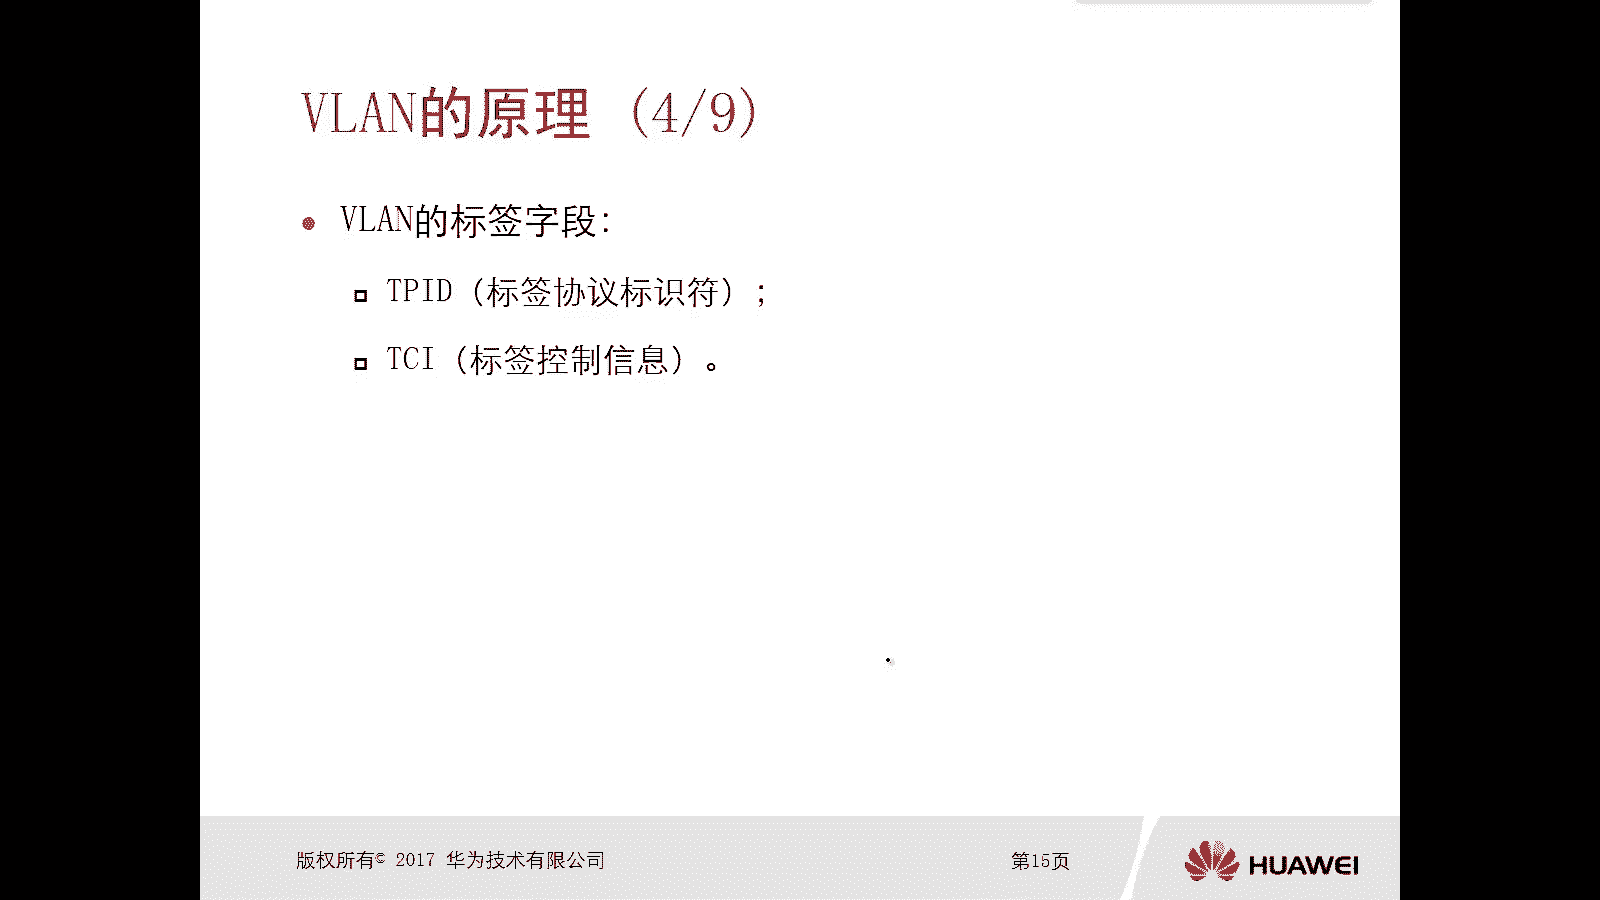 VLAN的原理 (4/9)
VLAN的标签字段：
TPID（标签协议标识符）；
TCI（标签控制信息）。
版权所有© 2017 华为技术有限公司
第15页
HUAWEI